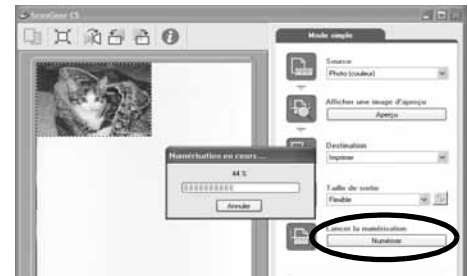 ScanGear CS
Mode simple
Source
Photo (couleur)
Afficher une image d'aperçu
Aperçu
Numérisation en cours...
44 %
Annuler
Destination
Imprimer
Taille de sortie
Flexible
Lancer la numérisation
Numériser